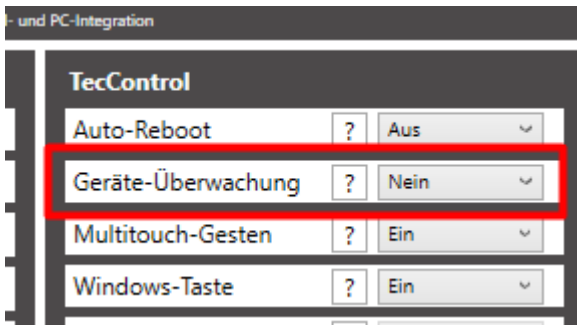 und PC-Integration
TecControl
Auto-Reboot ? Aus
Geräte-Überwachung ? Nein
Multitouch-Gesten ? Ein
Windows-Taste ? Ein